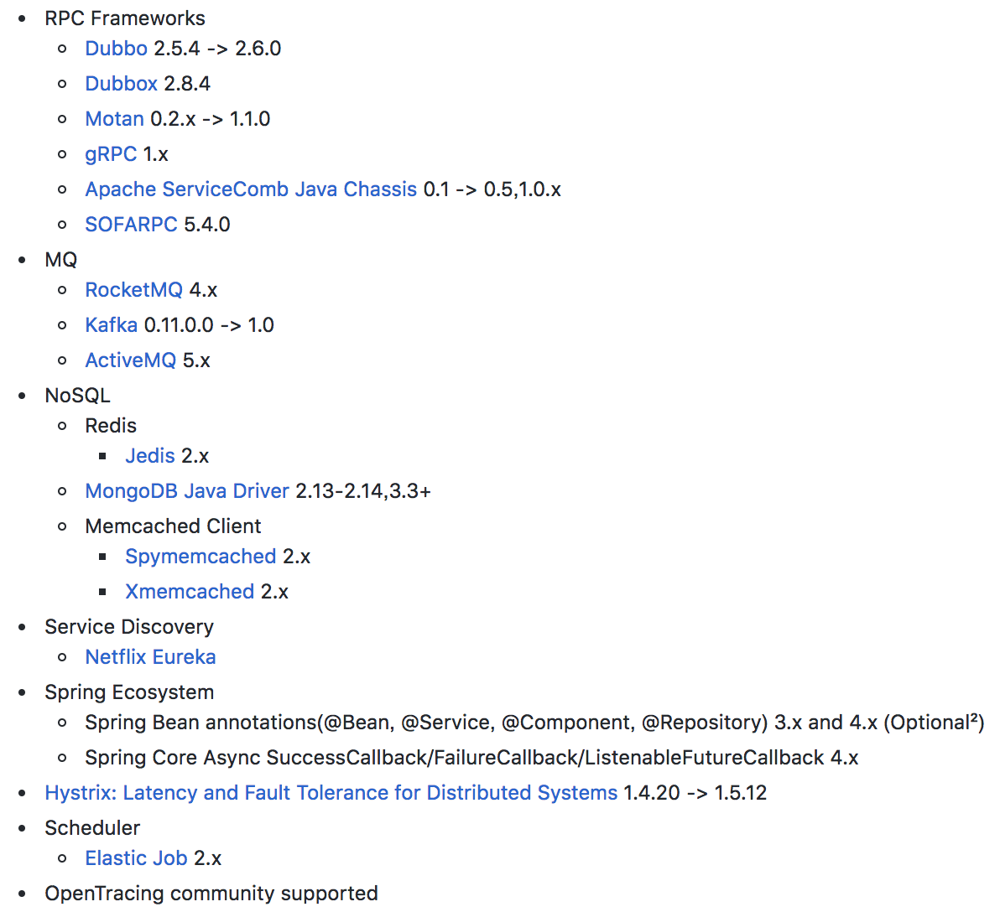 RPC Frameworks
Dubbo 2.5.4 -> 2.6.0
Dubbox 2.8.4
Motan 0.2.x -> 1.1.0
gRPC 1.x
Apache ServiceComb Java Chassis 0.1 -> 0.5,1.0.x
SOFARPC 5.4.0
MQ
RocketMQ 4.x
Kafka 0.11.0.0 -> 1.0
ActiveMQ 5.x
NoSQL
Redis
Jedis 2.x
MongoDB Java Driver 2.13-2.14,3.3+
Memcached Client
Spymemcached 2.x
Xmemcached 2.x
Service Discovery
Netflix Eureka
Spring Ecosystem
Spring Bean annotations(@Bean, @Service, @Component, @Repository) 3.x and 4.x (Optional²)
Spring Core Async SuccessCallback/FailureCallback/ListenableFutureCallback 4.x
Hystrix: Latency and Fault Tolerance for Distributed Systems 1.4.20 -> 1.5.12
Scheduler
Elastic Job 2.x
OpenTracing community supported